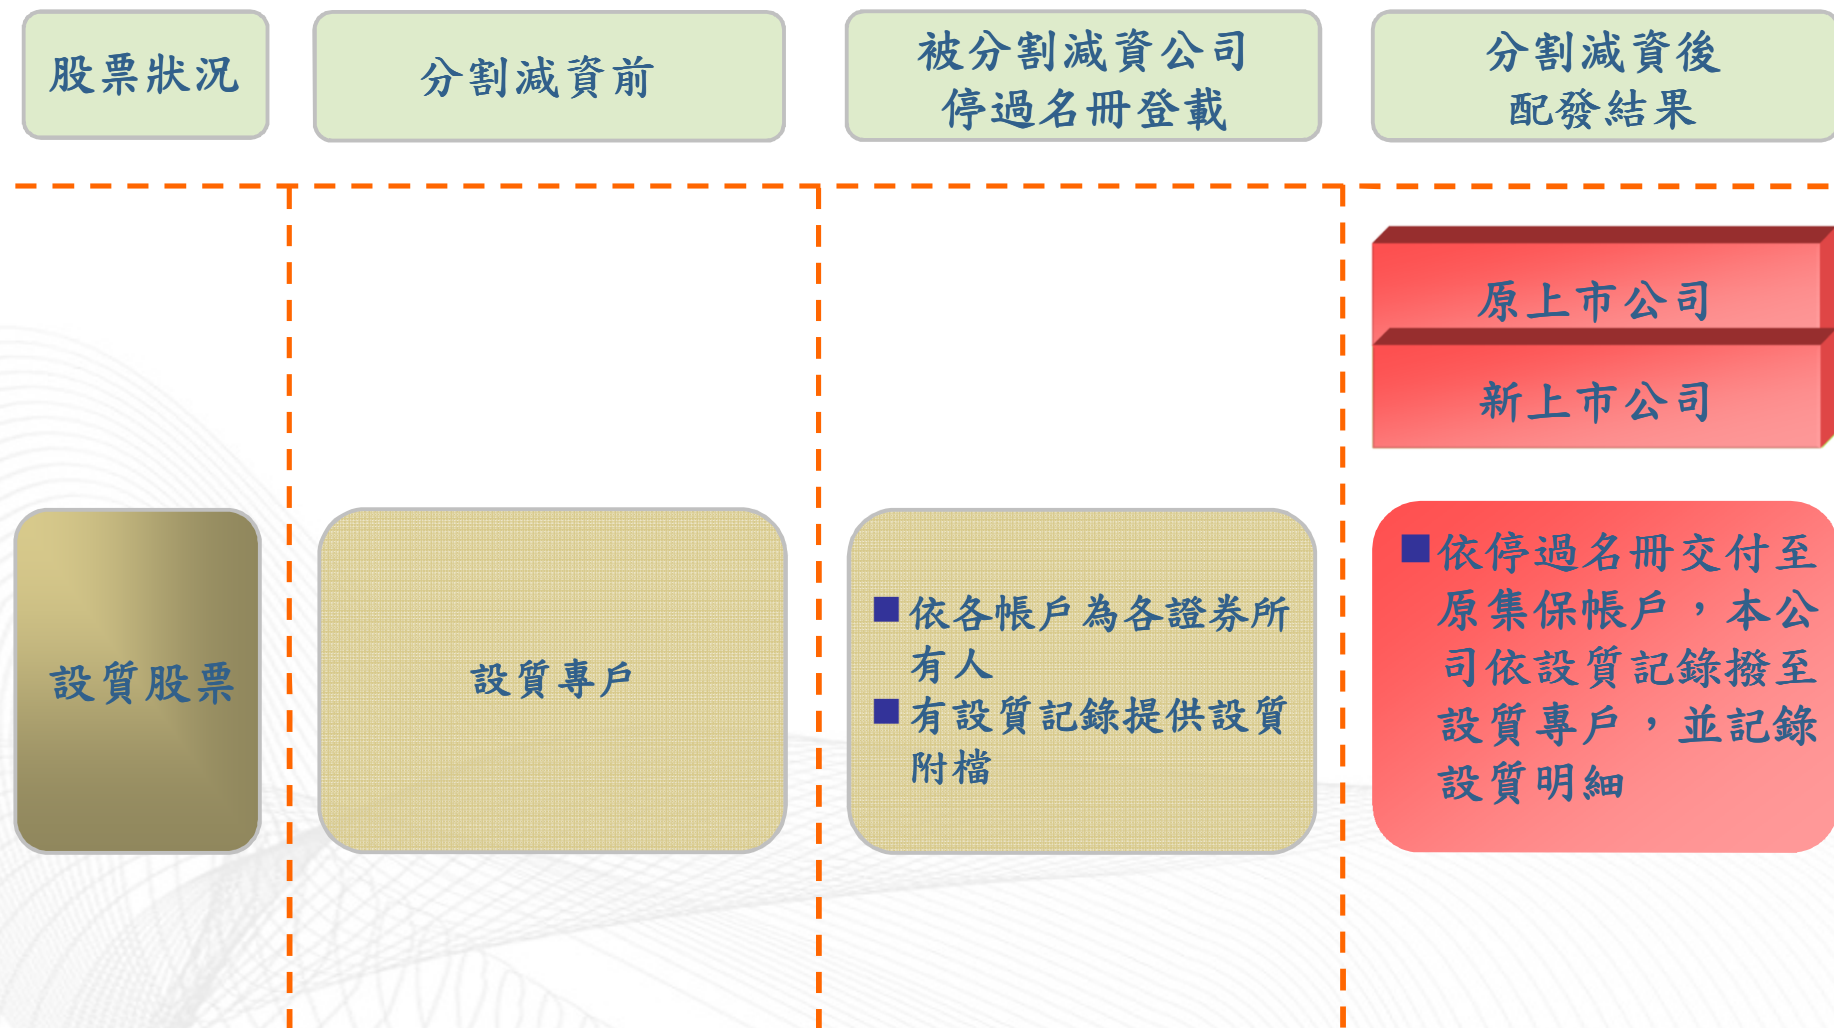 股票狀況
分割減資前
被分割減資公司
停過名冊登載
分割減資後
配發結果
原上市公司
新上市公司
設質股票
設質專戶
■依各帳戶為各證券所
有人
■有設質記錄提供設質
附檔
■依停過名冊交付至
原集保帳戶，本公
司依設質記錄撥至
設質專戶，並記錄
設質明細